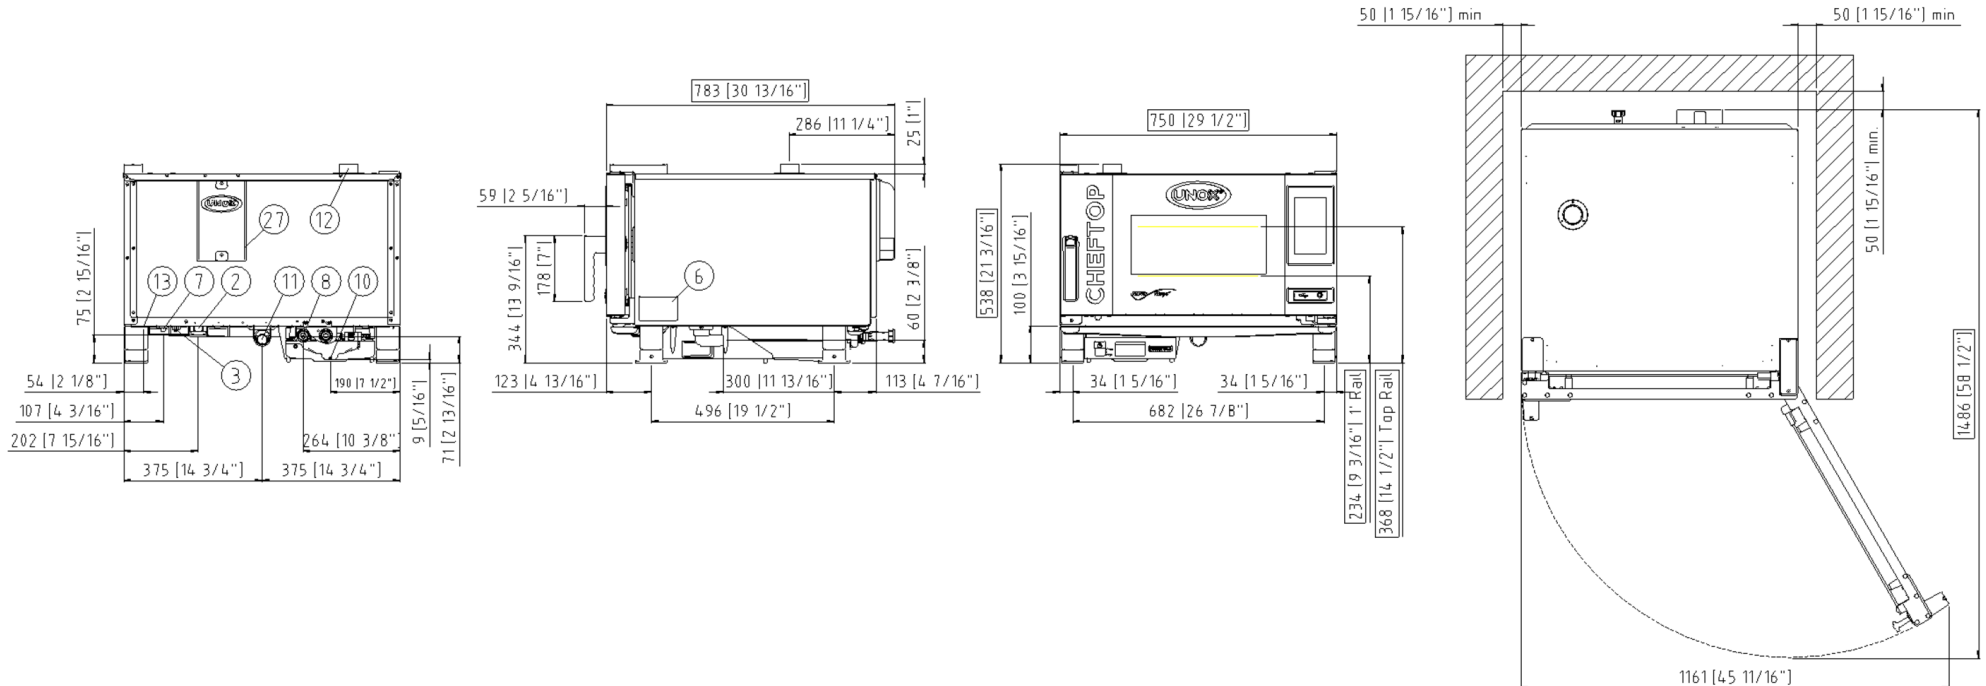 50 [1 15/16"] min
50 [1 15/16"] min
783 [30 13/16"]
286 [11 1/4"]
25 [1"]
750 [29 1/2"]
UNOX
27
12
59 [2 5/16"]
178 [7"]
344 [13 9/16"]
6
60 [2 3/8"]
538 [21 3/16"]
100 [3 15/16"]
UNOX
CHEFTOP
50 [1 15/16"] min.
75 [2 15/16"]
13
7
2
11
8
10
3
54 [2 1/8"]
190 [7 1/2"]
107 [4 3/16"]
202 [7 15/16"]
264 [10 3/8"]
375 [14 3/4"]
375 [14 3/4"]
9 [5/16"]
71 [2 13/16"]
123 [4 13/16"]
300 [11 13/16"]
113 [4 7/16"]
496 [19 1/2"]
34 [1 5/16"]
34 [1 5/16"]
682 [26 7/8"]
234 [9 3/16"] 1° Rail
368 [14 1/2"] Top Rail
1486 [58 1/2"]
1161 [45 11/16"]